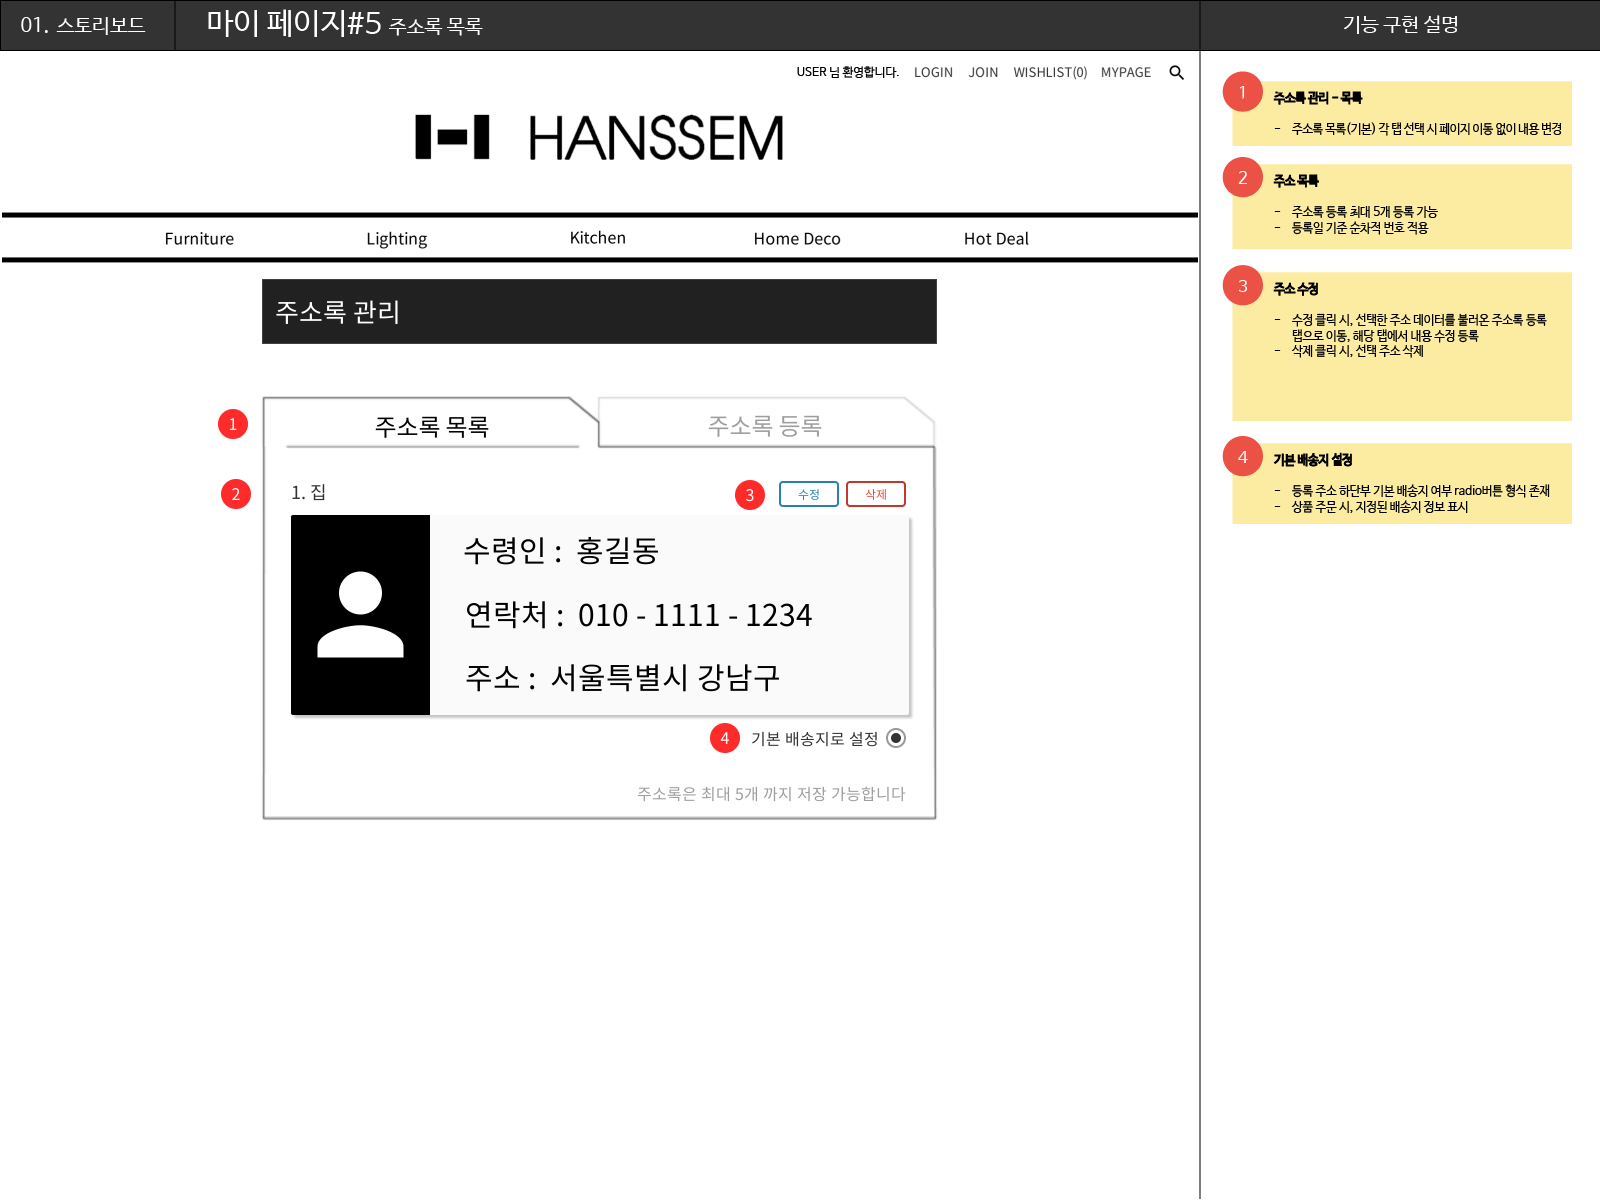 01. 스토리보드
마이 페이지#5 주소록 목록
기능 구현 설명
USER 님 환영합니다. LOGIN JOIN WISHLIST(0) MYPAGE
HANSSEM
Furniture Lighting Kitchen Home Deco Hot Deal
주소록 관리
1
주소록 목록
주소록 등록
2
1. 집
3
수정
삭제
수령인 : 홍길동
연락처 : 010 - 1111 - 1234
주소 : 서울특별시 강남구
4
기본 배송지로 설정
주소록은 최대 5개 까지 저장 가능합니다
1
주소록 관리 - 목록
- 주소록 목록(기본) 각 탭 선택 시 페이지 이동 없이 내용 변경
2
주소 목록
- 주소록 등록 최대 5개 등록 가능
- 등록일 기준 순차적 번호 적용
3
주소 수정
- 수정 클릭 시, 선택한 주소 데이터를 불러온 주소록 등록
탭으로 이동, 해당 탭에서 내용 수정 등록
- 삭제 클릭 시, 선택 주소 삭제
4
기본 배송지 설정
- 등록 주소 하단부 기본 배송지 여부 radio버튼 형식 존재
- 상품 주문 시, 지정된 배송지 정보 표시